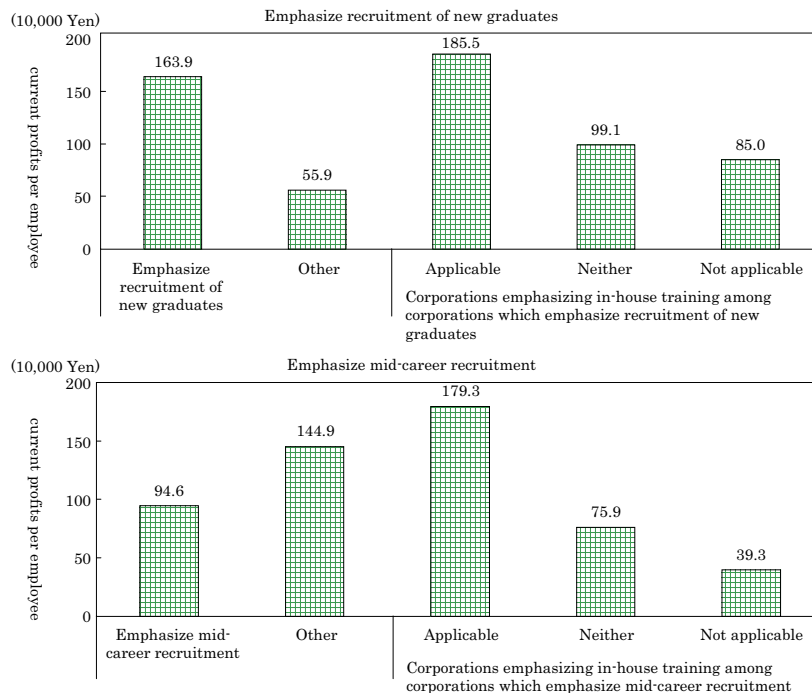 Emphasize recruitment of new graduates
(10,000 Yen)
current profits per employee
200
150
100
50
0
163.9
55.9
185.5
99.1
85.0
Emphasize
recruitment of
new graduates
Other
Applicable
Neither
Not applicable
Corporations emphasizing in-house training among
corporations which emphasize recruitment of new
graduates
Emphasize mid-career recruitment
(10,000 Yen)
current profits per employee
200
150
100
50
0
94.6
144.9
179.3
75.9
39.3
Emphasize mid-
career recruitment
Other
Applicable
Neither
Not applicable
Corporations emphasizing in-house training among
corporations which emphasize mid-career recruitment